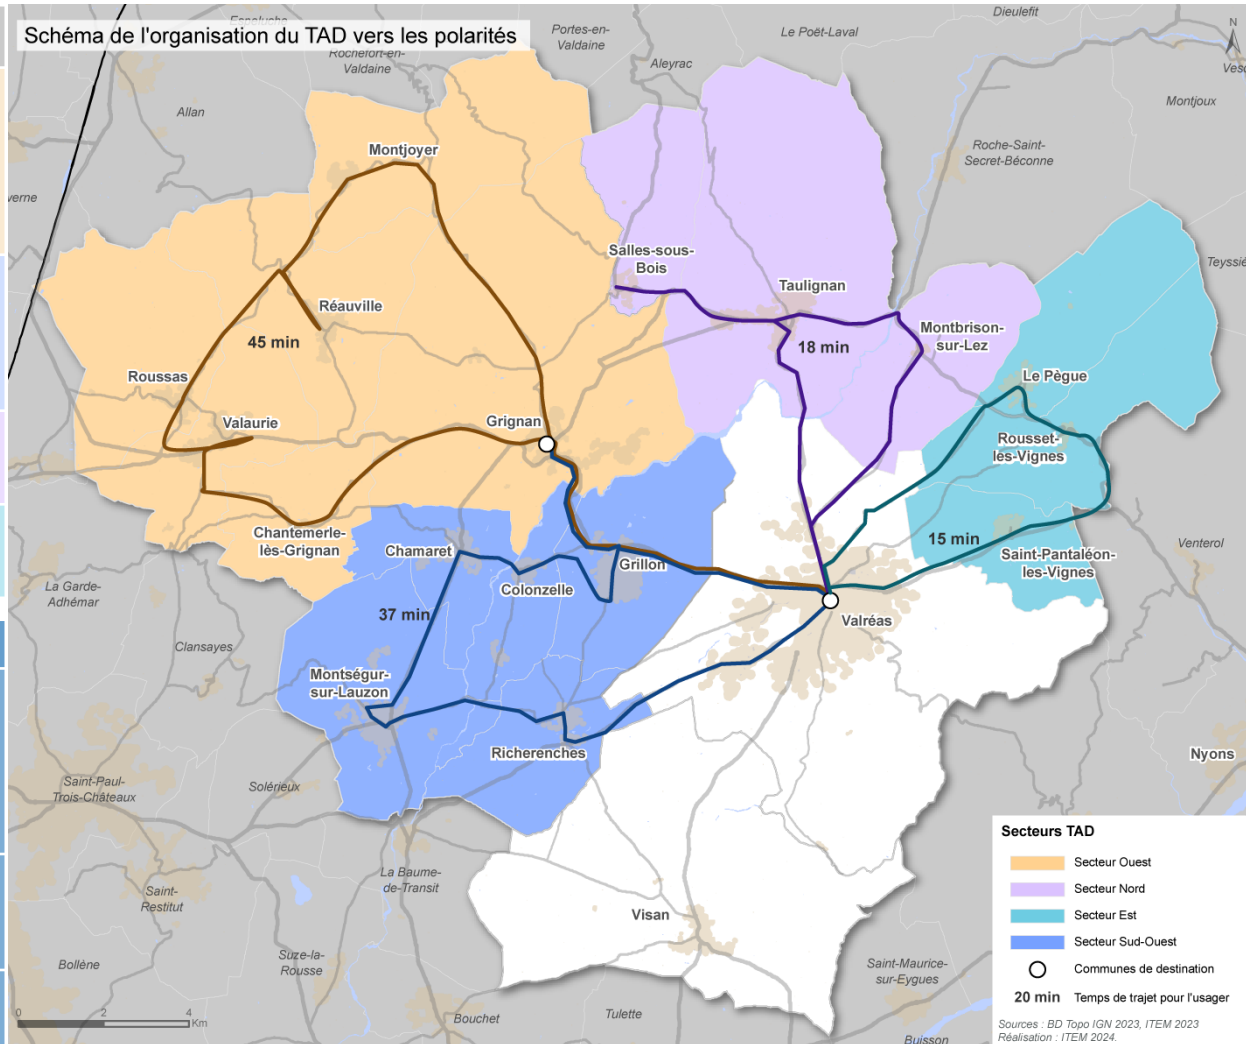 Schéma de l'organisation du TAD vers les polarités
Dieulefit
Espeluche
Portes-en-
Valdaine
Le Poët-Laval
N
Rochefort-en-
Valdaine
Aleyrac
Allan
Montjoux
Montjoyer
Roche-Saint-
Secret-Béconne
verne
Salles-sous-
Bois
Taulignan
Teyssiè
Réauville
Montbrison-
sur-Lez
45 min
18 min
Roussas
Le Pègue
Valaurie
Grignan
Rousset-
les-Vignes
Chantemerle-
lès-Grignan
15 min
Chamaret
Saint-Pantaléon-
les-Vignes
Venterol
Grillon
Colonzelle
La Garde-
Adhémar
37 min
Valréas
Clansayes
Montségur-
sur-Lauzon
Richerenches
Nyons
Saint-Paul-
Trois-Châteaux
Solérieux
La Baume-
de-Transit
Saint-
Restitut
Visan
Bollène
Suze-la-
Rousse
Saint-Maurice-
sur-Eygues
Bouchet
Tulette
Buisson
0 2 4
Km
Secteurs TAD
Secteur Ouest
Secteur Nord
Secteur Est
Secteur Sud-Ouest
Communes de destination
20 min Temps de trajet pour l'usager
Sources : BD Topo IGN 2023, ITEM 2023
Réalisation : ITEM 2024.